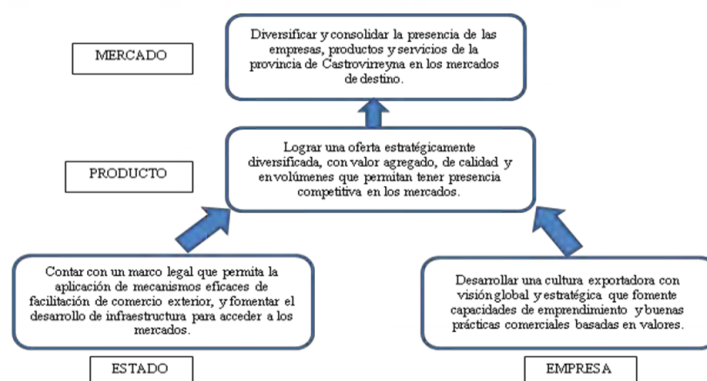 MERCADO
Diversificar y consolidar la presencia de las
empresas, productos y servicios de la
provincia de Castrovirreyna en los mercados
de destino.
PRODUCTO
Lograr una oferta estratégicamente
diversificada, con valor agregado, de calidad y
en volúmenes que permitan tener presencia
competitiva en los mercados.
Contar con un marco legal que permita la
aplicación de mecanismos eficaces de
facilitación de comercio exterior, y fomentar el
desarrollo de infraestructura para acceder a los
mercados.
ESTADO
Desarrollar una cultura exportadora con
visión global y estratégica que fomente
capacidades de emprendimiento y buenas
prácticas comerciales basadas en valores.
EMPRESA